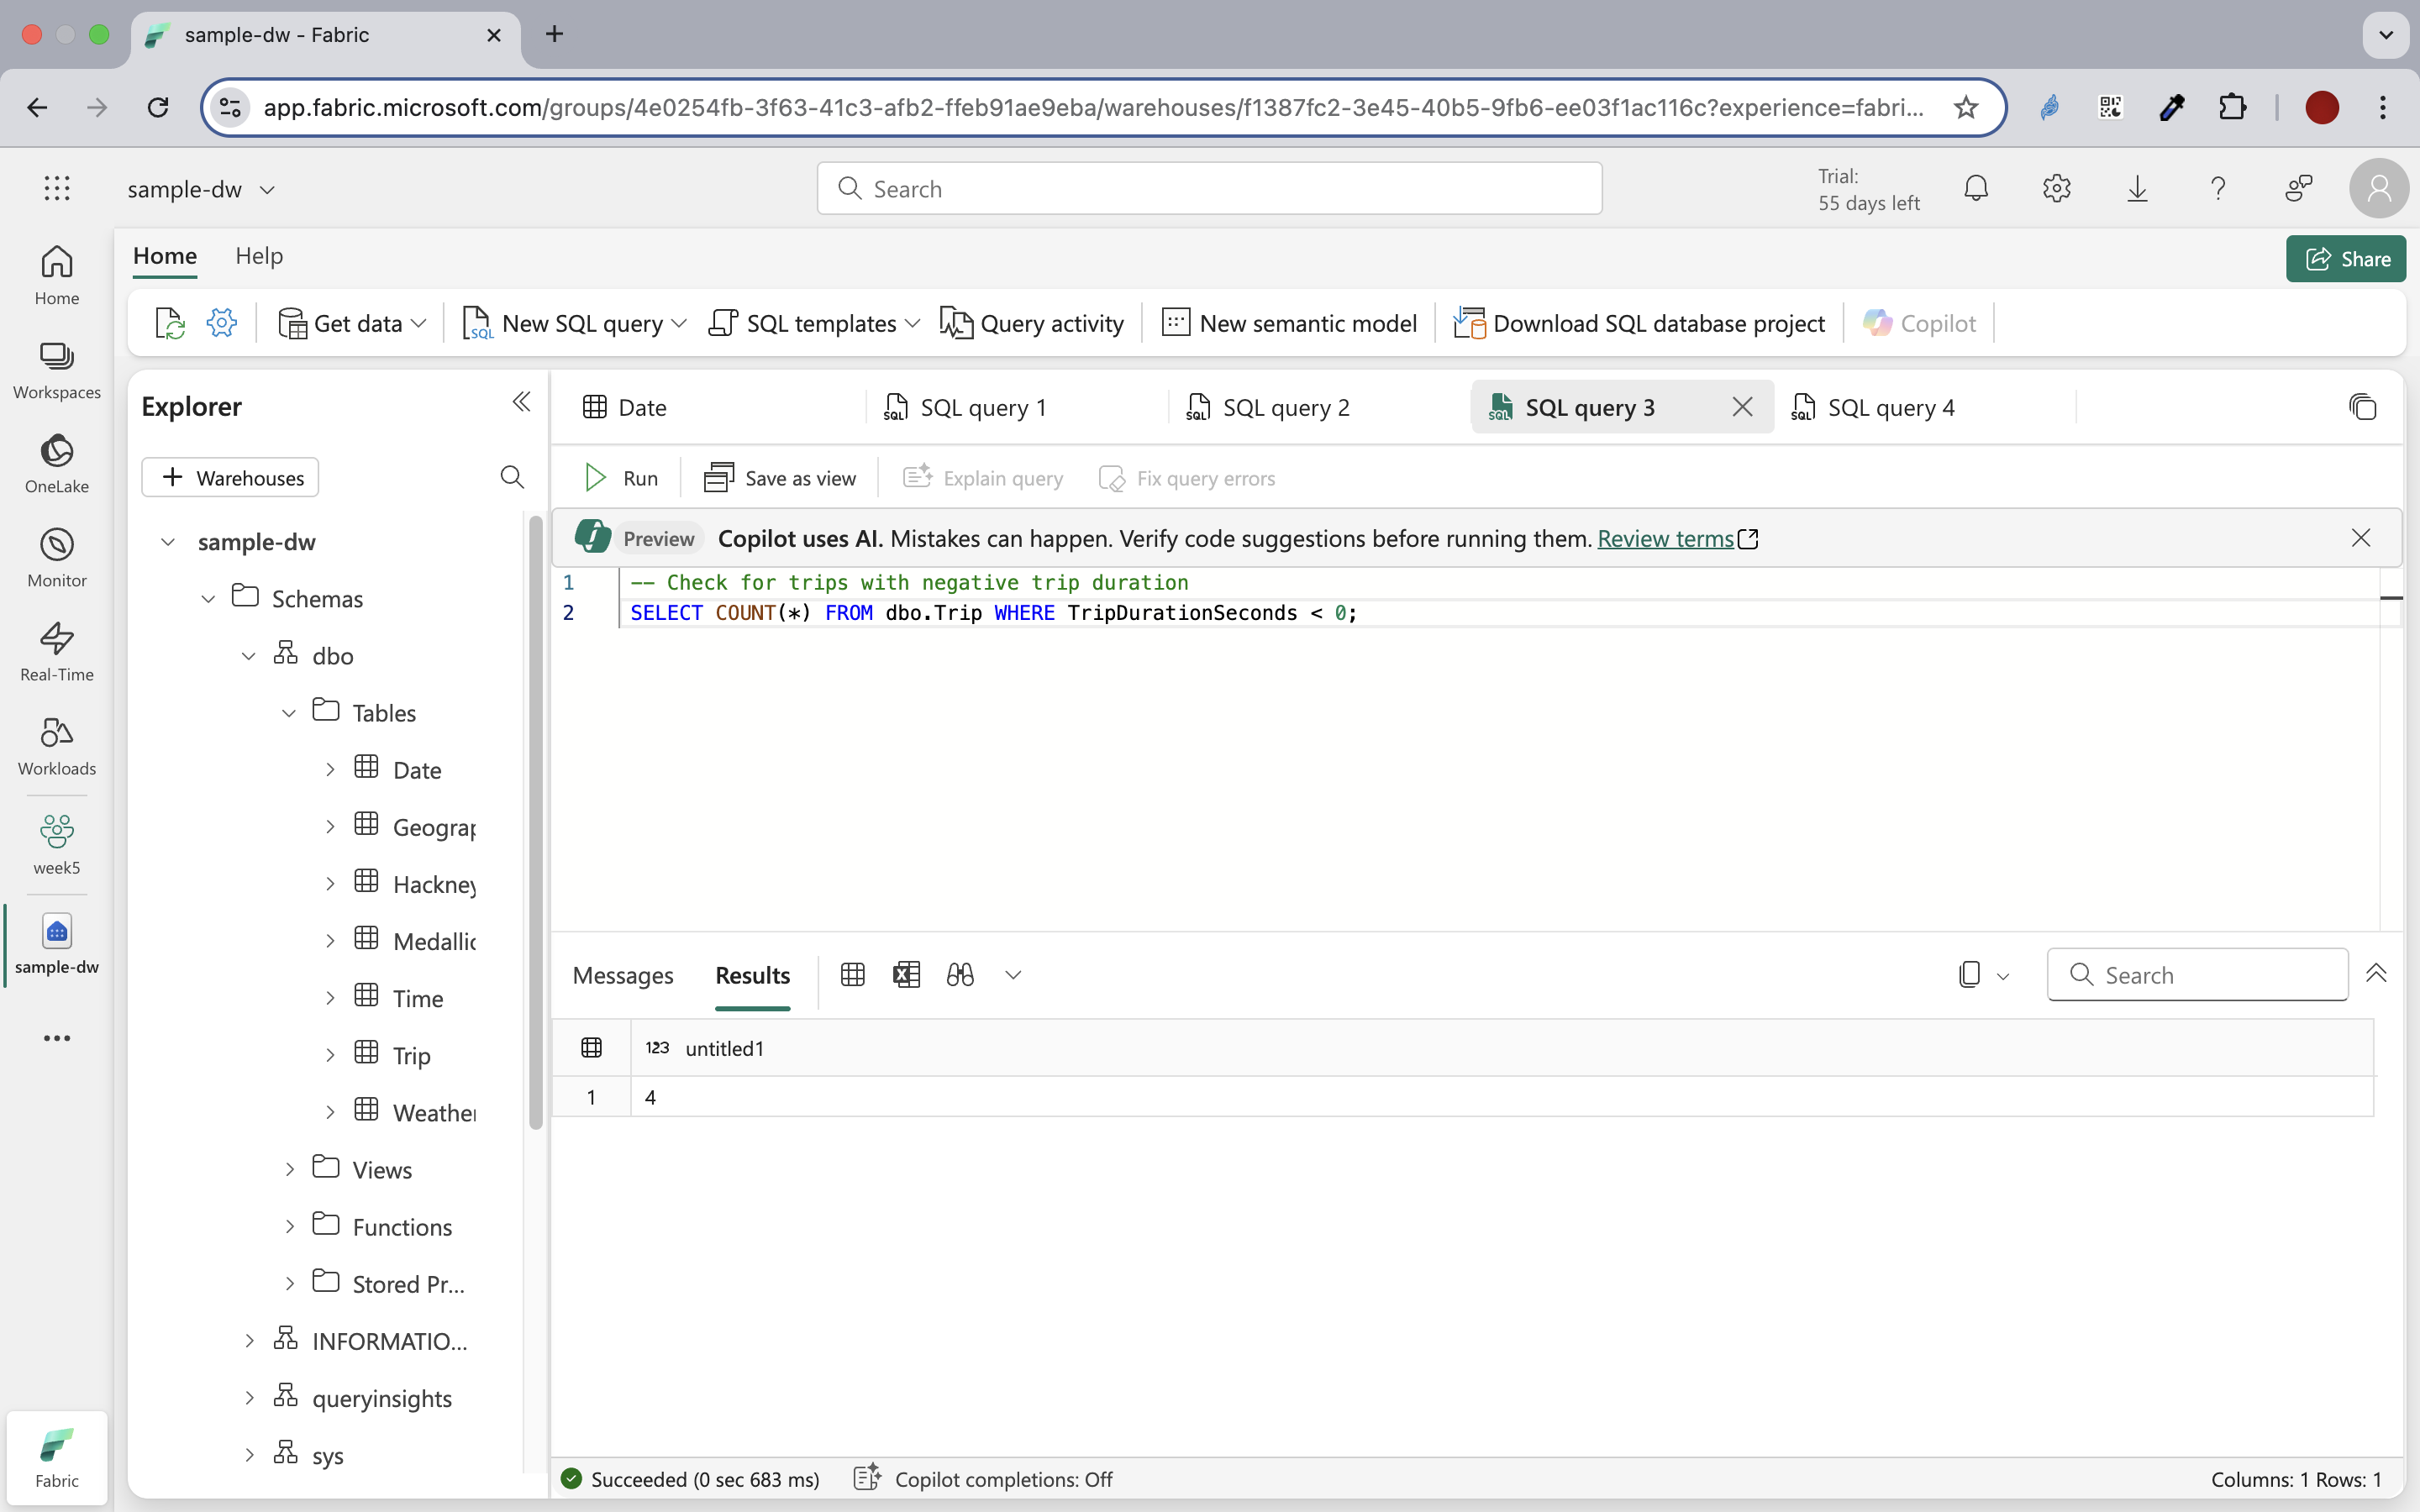 sample-dw - Fabric
app.fabric.microsoft.com/groups/4e0254fb-3f63-41c3-afb2-ffeb91ae9eba/warehouses/f1387fc2-3e45-40b5-9fb6-ee03f1ac116c?experience=fabri...
sample-dw
Search
Trial:
55 days left
Home
Help
Share
Get data
New SQL query
SQL templates
Query activity
New semantic model
Download SQL database project
Copilot
Home
Workspaces
OneLake
Monitor
Real-Time
Workloads
week5
sample-dw
Fabric
Explorer
Warehouses
sample-dw
Schemas
dbo
Tables
Date
Geograp
Hackney
Medallic
Time
Trip
Weather
Views
Functions
Stored Pr...
INFORMATIO...
queryinsights
sys
Date
SQL query 1
SQL query 2
SQL query 3
SQL query 4
Run
Save as view
Explain query
Fix query errors
Preview
Copilot uses AI. Mistakes can happen. Verify code suggestions before running them. Review terms
1 -- Check for trips with negative trip duration
2 SELECT COUNT(*) FROM dbo.Trip WHERE TripDurationSeconds < 0;
Messages
Results
Search
123 untitled1
1 4
Succeeded (0 sec 683 ms)
Copilot completions: Off
Columns: 1 Rows: 1